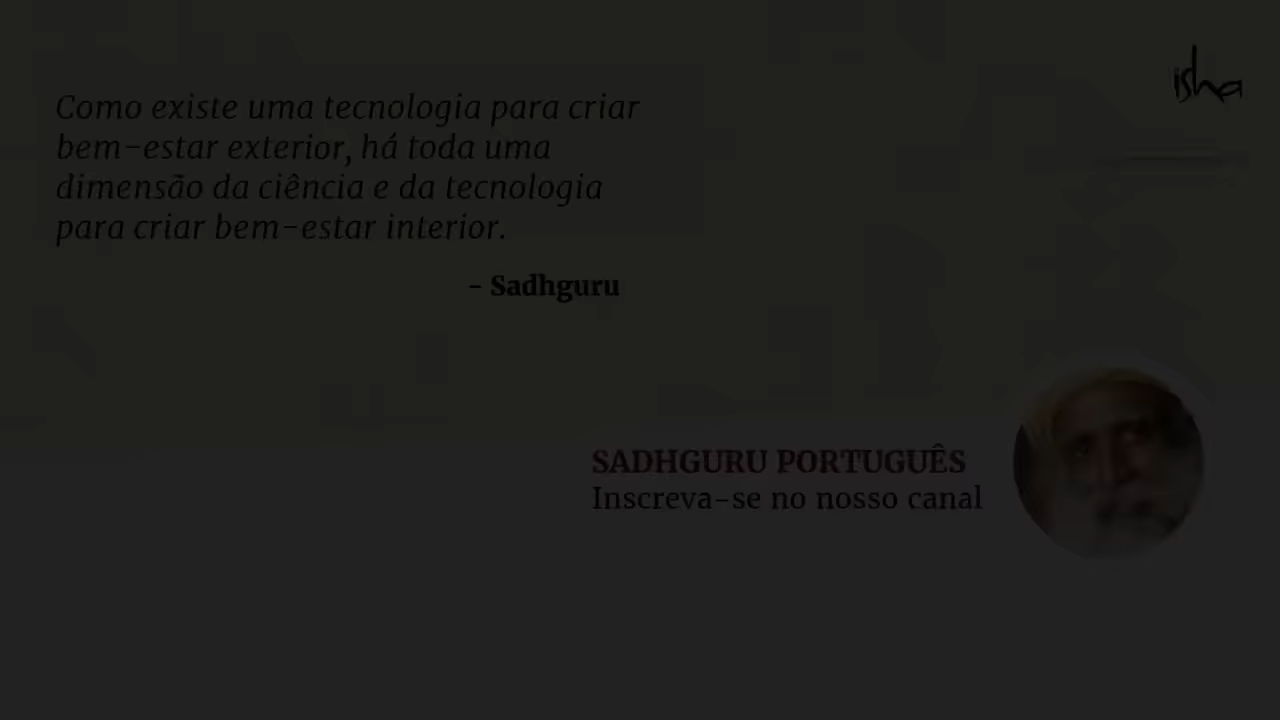 isha
Como existe uma tecnologia para criar
bem-estar exterior, há toda uma
dimensão da ciência e da tecnologia
para criar bem-estar interior.
- Sadhguru
SADHGURU PORTUGUÊS
Inscreva-se no nosso canal